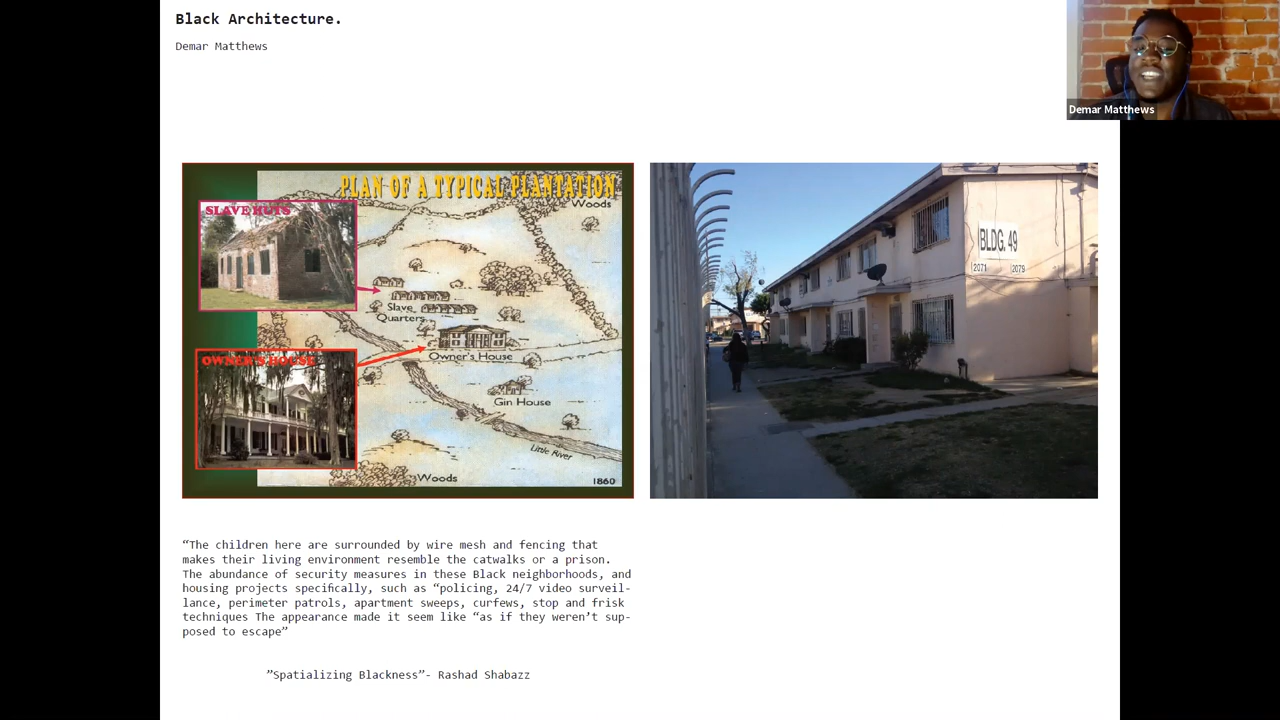 Black Architecture.
Demar Matthews
Demar Matthews
PLAN OF A TYPICAL PLANTATION
SLAVE HUTS
Woods
Slave
Quarters
OWNER'S HOUSE
Owner's House
Gin House
Little River
Woods
1860
BLDG. 49
2071 2079
“The children here are surrounded by wire mesh and fencing that
makes their living environment resemble the catwalks or a prison.
The abundance of security measures in these Black neighborhoods, and
housing projects specifically, such as “policing, 24/7 video surveil-
lance, perimeter patrols, apartment sweeps, curfews, stop and frisk
techniques The appearance made it seem like “as if they weren’t sup-
posed to escape”
”Spatializing Blackness”- Rashad Shabazz